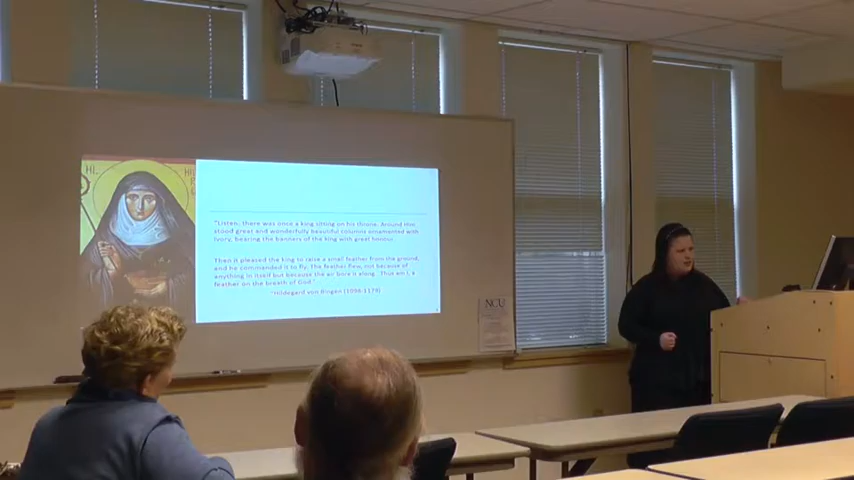 HI
"Listen: there was once a king sitting on his throne. Around Him
stood great and wonderfully beautiful columns ornamented with
ivory, bearing the banners of the king with great honour.
Then it pleased the king to raise a small feather from the ground,
and he commanded it to fly. The feather flew, not because of
anything in itself but because the air bore it along. Thus am I, a
feather on the breath of God."
~Hildegard von Bingen (1098-1179)
NCU